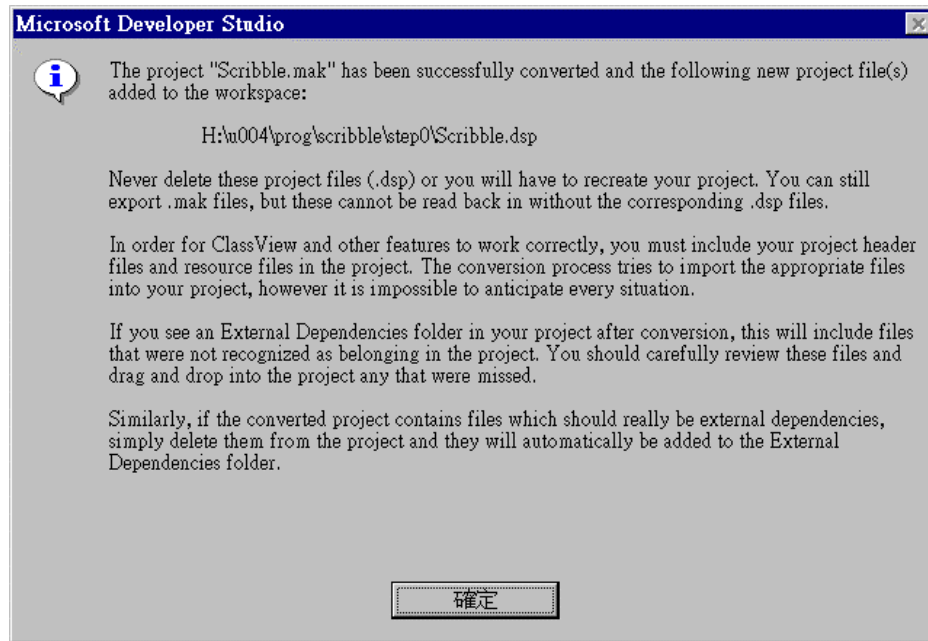 Microsoft Developer Studio
The project "Scribble.mak" has been successfully converted and the following new project file(s)
added to the workspace:
H:\u004\prog\scribble\step0\Scribble.dsp
Never delete these project files (.dsp) or you will have to recreate your project. You can still
export .mak files, but these cannot be read back in without the corresponding .dsp files.
In order for ClassView and other features to work correctly, you must include your project header
files and resource files in the project. The conversion process tries to import the appropriate files
into your project, however it is impossible to anticipate every situation.
If you see an External Dependencies folder in your project after conversion, this will include files
that were not recognized as belonging in the project. You should carefully review these files and
drag and drop into the project any that were missed.
Similarly, if the converted project contains files which should really be external dependencies,
simply delete them from the project and they will automatically be added to the External
Dependencies folder.
確定